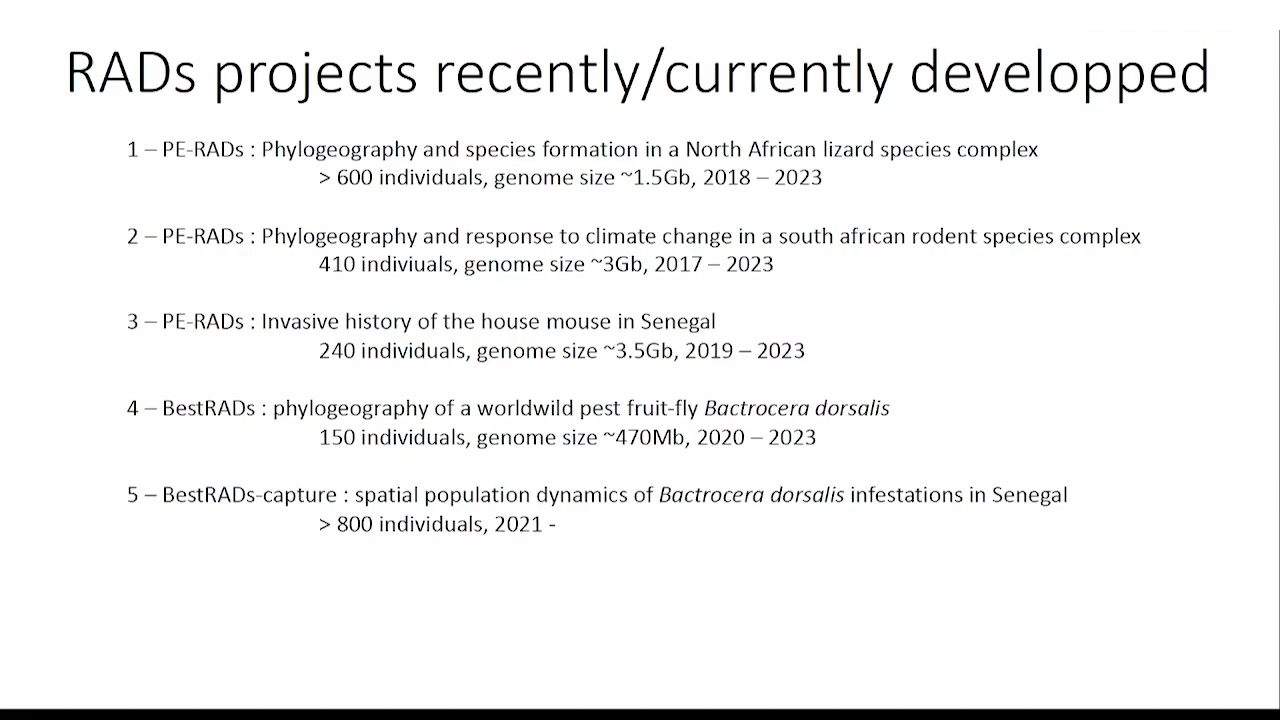 RADs projects recently/currently developped
1 – PE-RADs : Phylogeography and species formation in a North African lizard species complex
> 600 individuals, genome size ~1.5Gb, 2018 – 2023
2 – PE-RADs : Phylogeography and response to climate change in a south african rodent species complex
410 indiviuals, genome size ~3Gb, 2017 – 2023
3 – PE-RADs : Invasive history of the house mouse in Senegal
240 individuals, genome size ~3.5Gb, 2019 – 2023
4 – BestRADs : phylogeography of a worldwild pest fruit-fly Bactrocera dorsalis
150 individuals, genome size ~470Mb, 2020 – 2023
5 – BestRADs-capture : spatial population dynamics of Bactrocera dorsalis infestations in Senegal
> 800 individuals, 2021 -